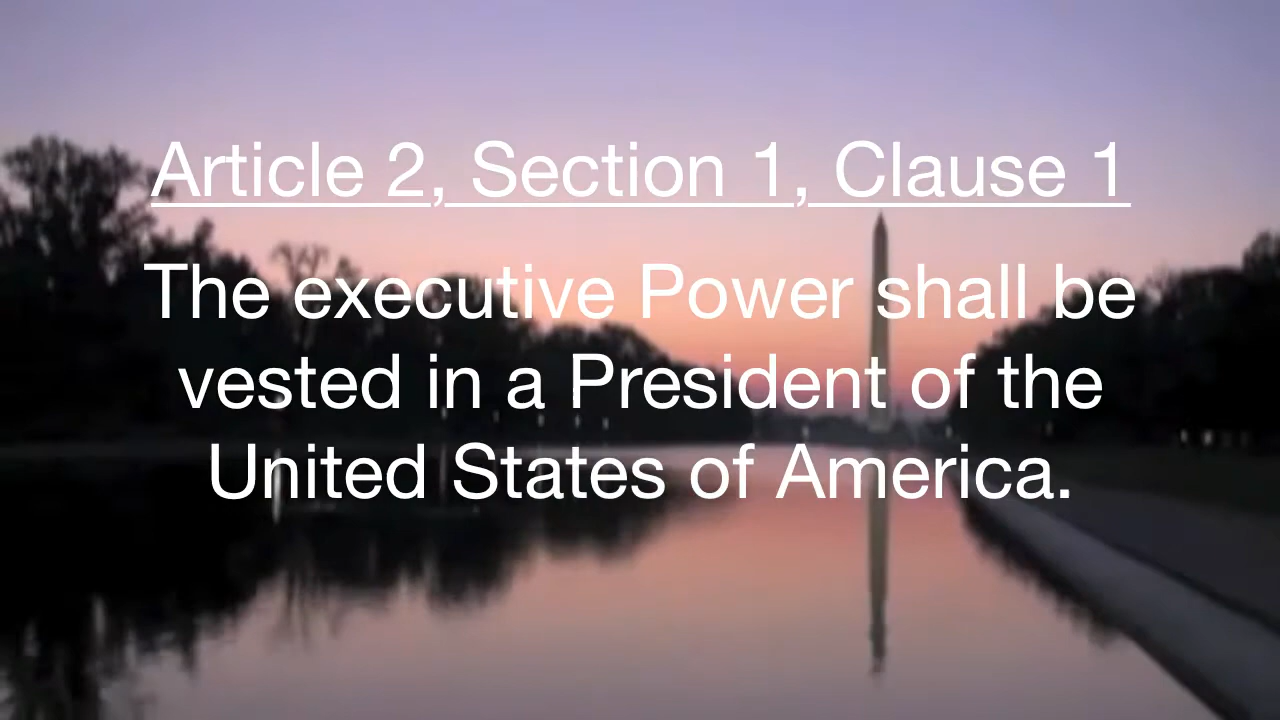 Article 2, Section 1, Clause 1
The executive Power shall be
vested in a President of the
United States of America.